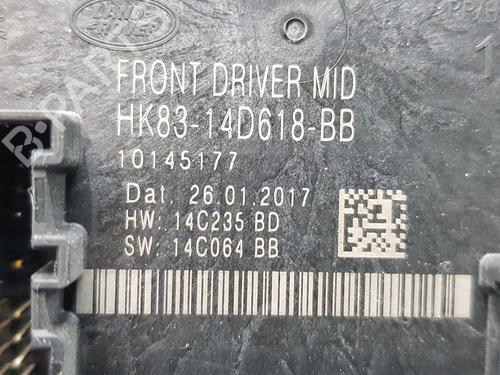 LAND
ROVER
FRONT DRIVER MID
HK83-14D618-BB
10145177
Dat. 26.01.2017
HW: 14C235 BD
SW: 14C064 BB